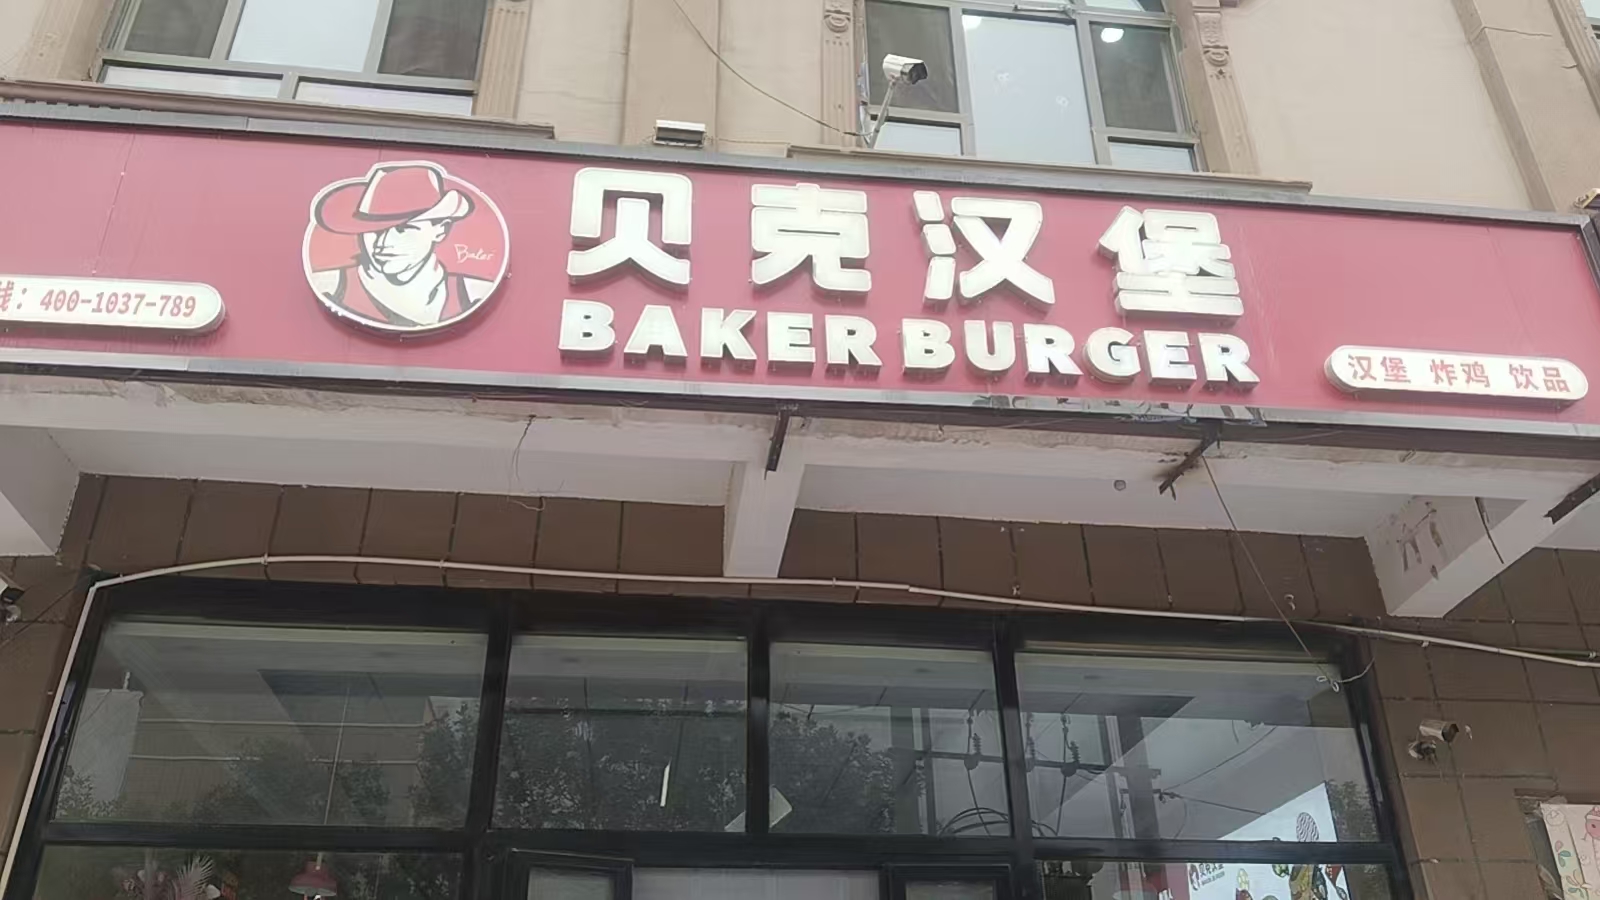 贝克汉堡
BAKER BURGER
Baker
线：400-1037-789
汉堡 炸鸡 饮品